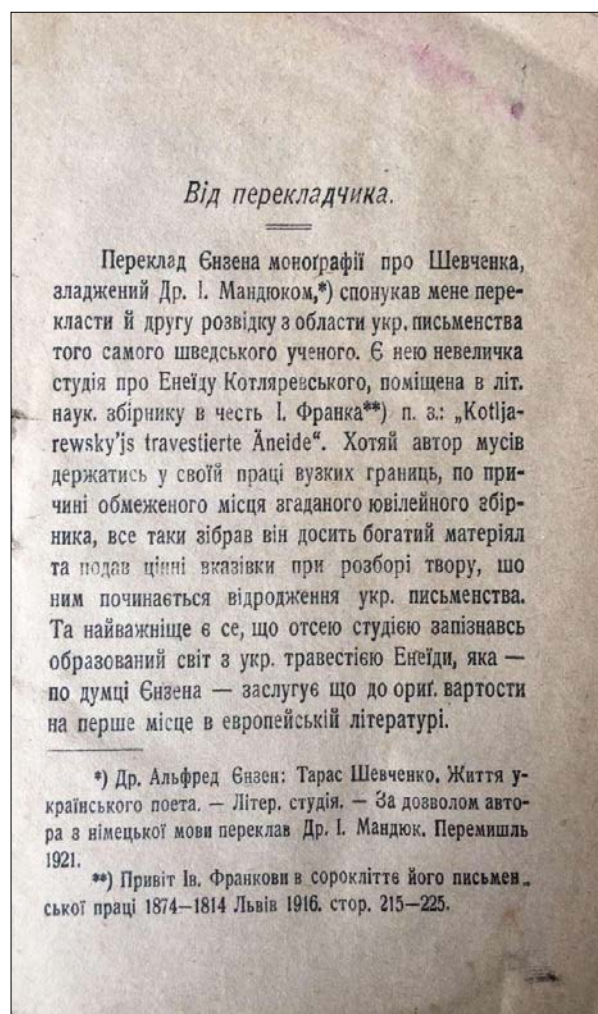 Від перекладчика.
Переклад Єнзена моноґрафії про Шевченка,
зладжений Др. І. Мандюком,*) спонукав мене пере-
класти й другу розвідку з области укр. письменства
того самого шведського ученого. Є нею невеличка
студія про Енеїду Котляревського, поміщена в літ.
наук. збірнику в честь І. Франка**) п. з.: „Kotlja-
rewsky'js travestierte Äneide“. Хотяй автор мусів
держатись у своїй праці вузких границь, по при-
чині обмеженого місця згаданого ювілейного збір-
ника, все таки зібрав він досить богатий матеріял
та подав цінні вказівки при розборі твору, шо
ним починається відродження укр. письменства.
Та найважніще є се, що отсею студією запізнавсь
образований світ з укр. травестією Енеїди, яка —
по думці Єнзена — заслугує що до ориґ. вартости
на перше місце в европейській літературі.
*) Др. Альфред Єнзен: Тарас Шевченко. Життя у-
країнського поета. — Літер. студія. — За дозволом авто-
ра з німецької мови переклав Др. І. Мандюк. Перемишль
1921.
**) Привіт Ів. Франкови в сорокліттє його письмен„
ської праці 1874—1814 Львів 1916. стор. 215—225.